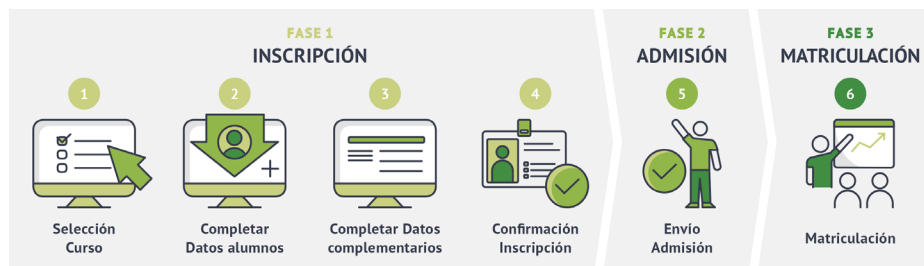 FASE 1
INSCRIPCIÓN
1
Selección
Curso
2
Completar
Datos alumnos
3
Completar Datos
complementarios
4
Confirmación
Inscripción
FASE 2
ADMISIÓN
5
Envío
Admisión
FASE 3
MATRICULACIÓN
6
Matriculación